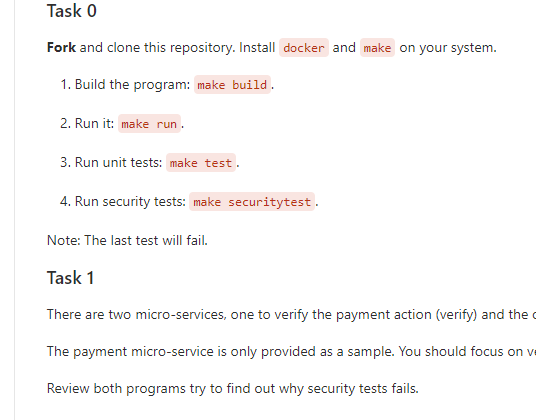 Task 0
Fork and clone this repository. Install docker and make on your system.
1. Build the program: make build.
2. Run it: make run.
3. Run unit tests: make test.
4. Run security tests: make securitytest.
Note: The last test will fail.
Task 1
There are two micro-services, one to verify the payment action (verify) and the
The payment micro-service is only provided as a sample. You should focus on
Review both programs try to find out why security tests fails.